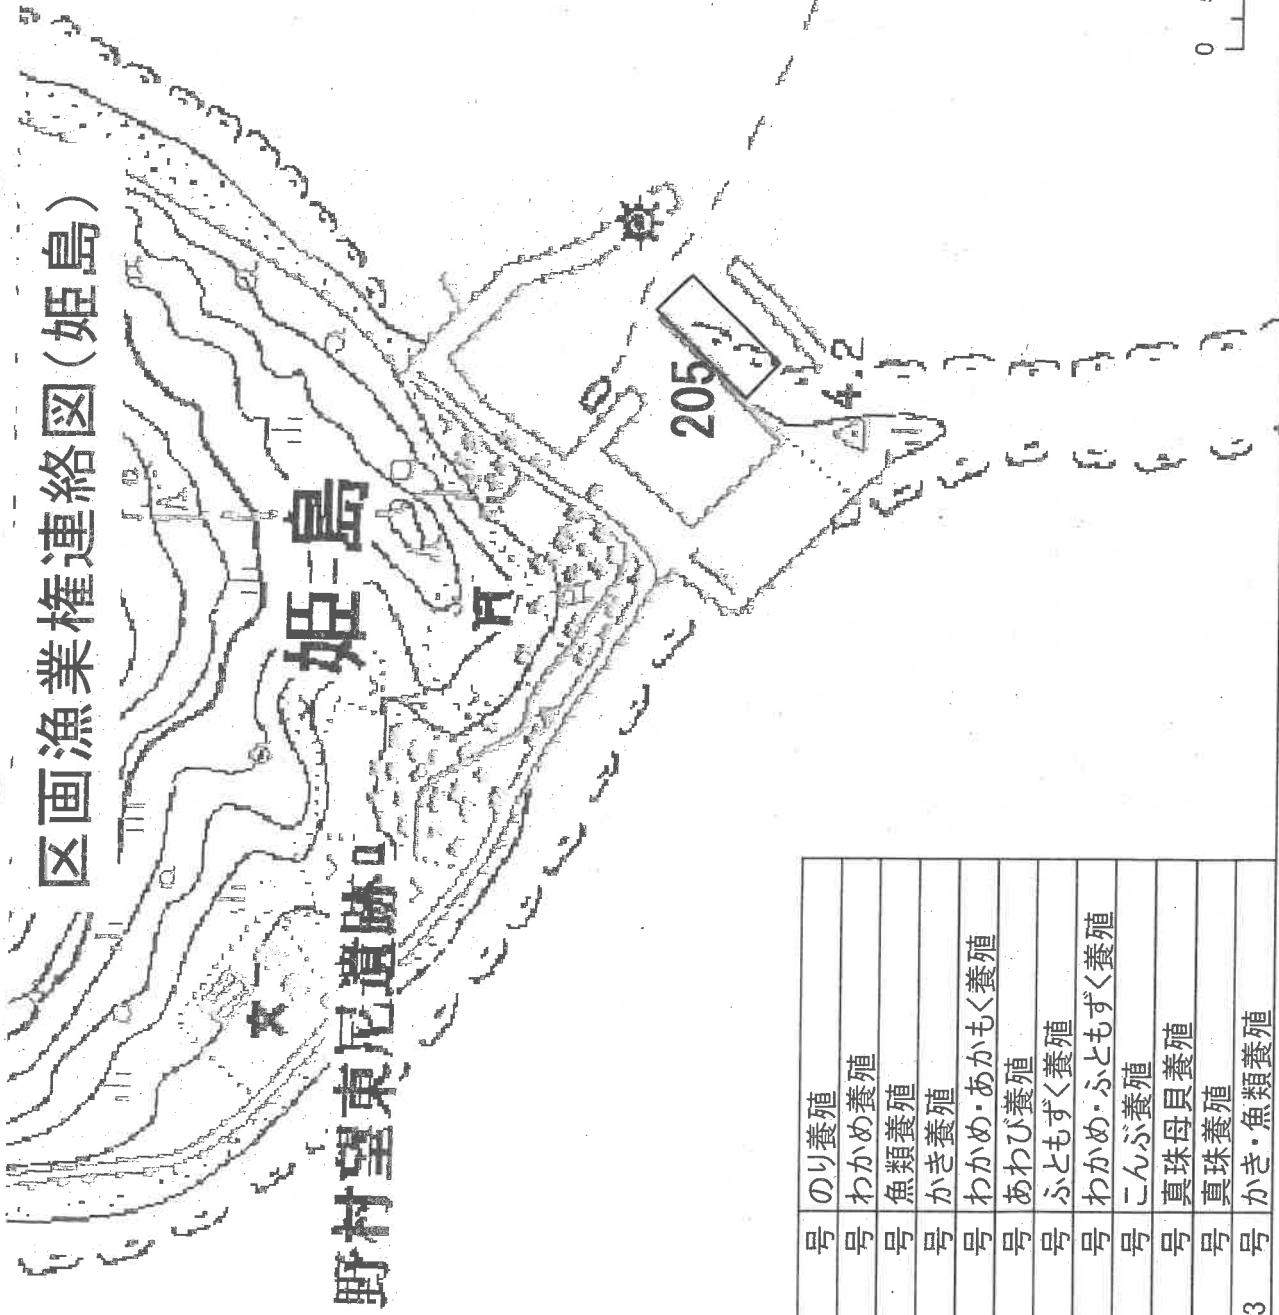 区画漁業権連絡図(姫島)
姫島
野村望東尼遺跡
205
4.2
0
号 のり養殖
号 わかめ養殖
号 魚類養殖
号 かき養殖
号 わかめ・あかもく養殖
号 あわび養殖
号 ふともずく養殖
号 わかめ・ふともずく養殖
号 こんぶ養殖
号 真珠母貝養殖
号 真珠養殖
3 号 かき・魚類養殖